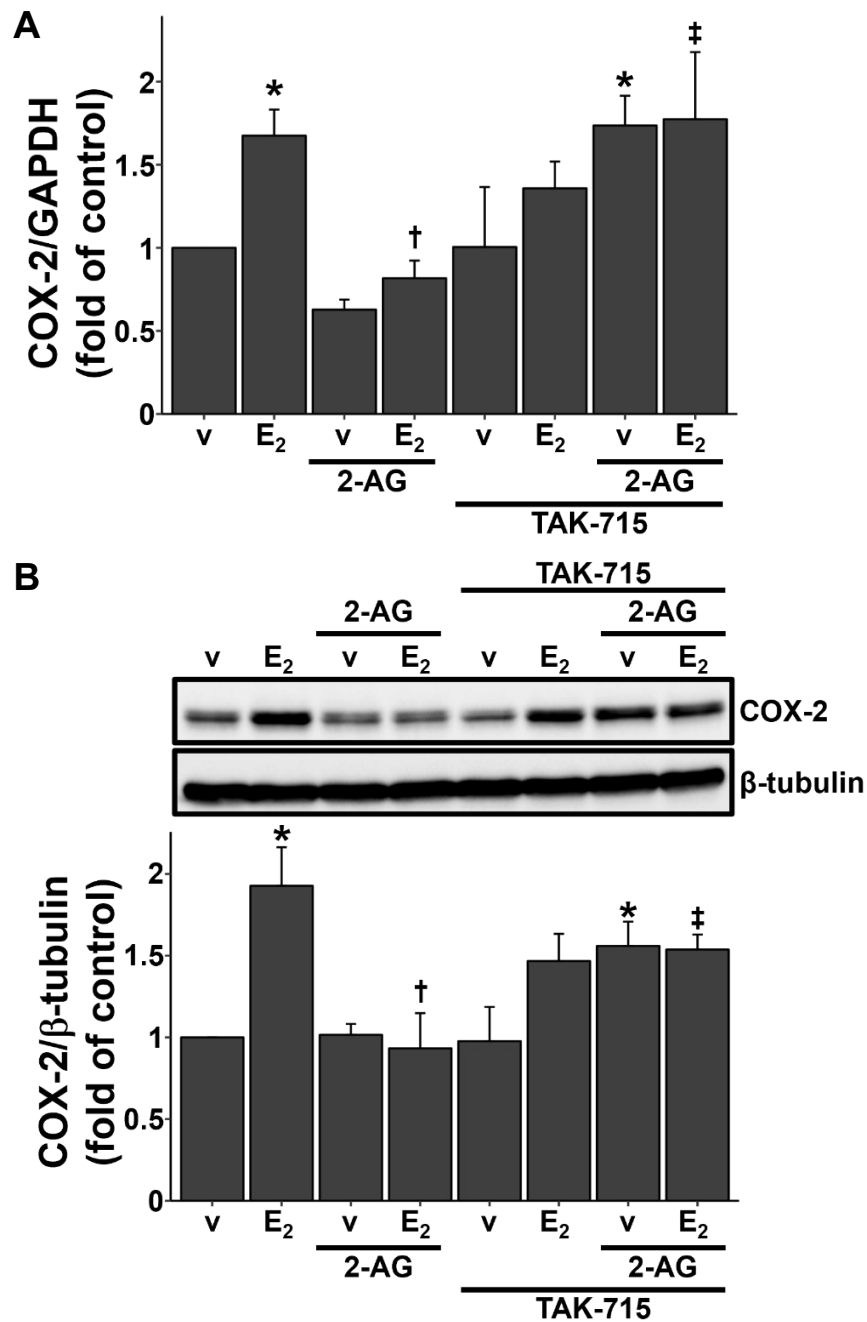 A
COX-2/GAPDH
(fold of control)
2
1.5
1
0.5
0
* † * ‡
v E₂ v E₂ v E₂ v E₂
2-AG 2-AG
TAK-715
B
TAK-715
2-AG 2-AG
v E₂ v E₂ v E₂ v E₂
COX-2
β-tubulin
COX-2/β-tubulin
(fold of control)
2
1.5
1
0.5
0
* † * ‡
v E₂ v E₂ v E₂ v E₂
2-AG 2-AG
TAK-715